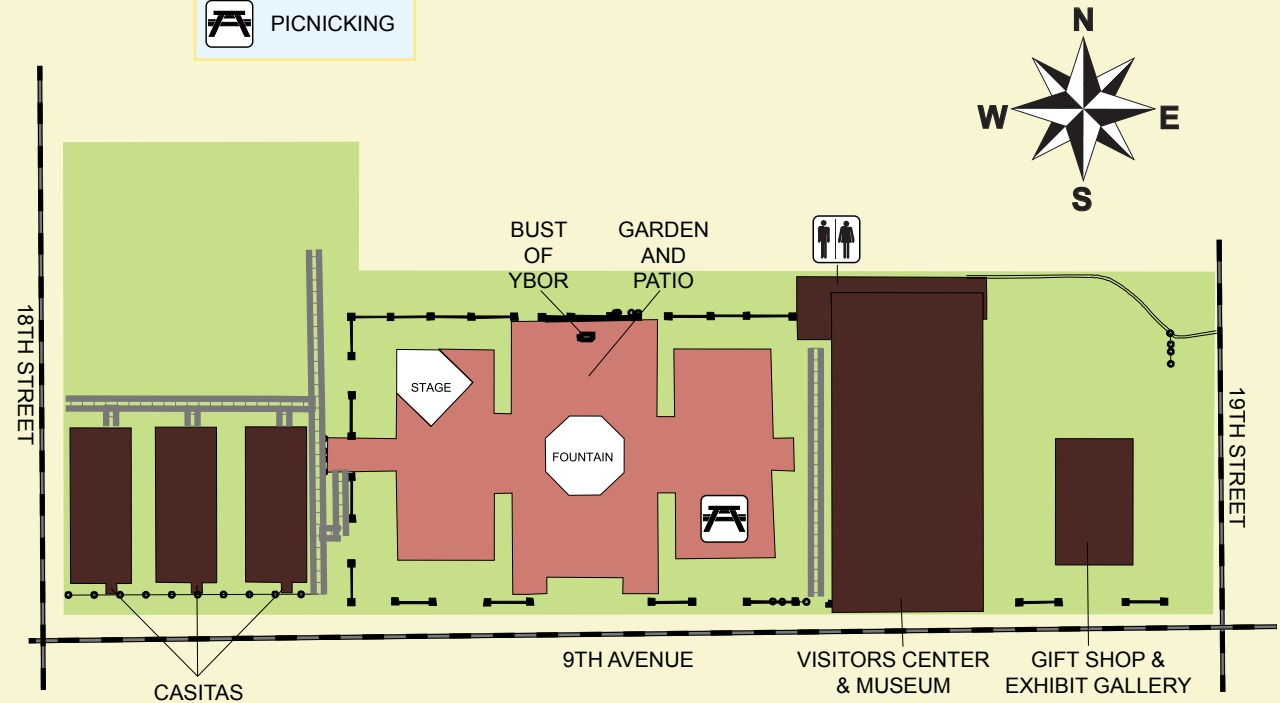 PICNICKING
N
W
E
S
BUST
OF
YBOR
GARDEN
AND
PATIO
18TH STREET
STAGE
FOUNTAIN
19TH STREET
9TH AVENUE
VISITORS CENTER
& MUSEUM
GIFT SHOP &
EXHIBIT GALLERY
CASITAS